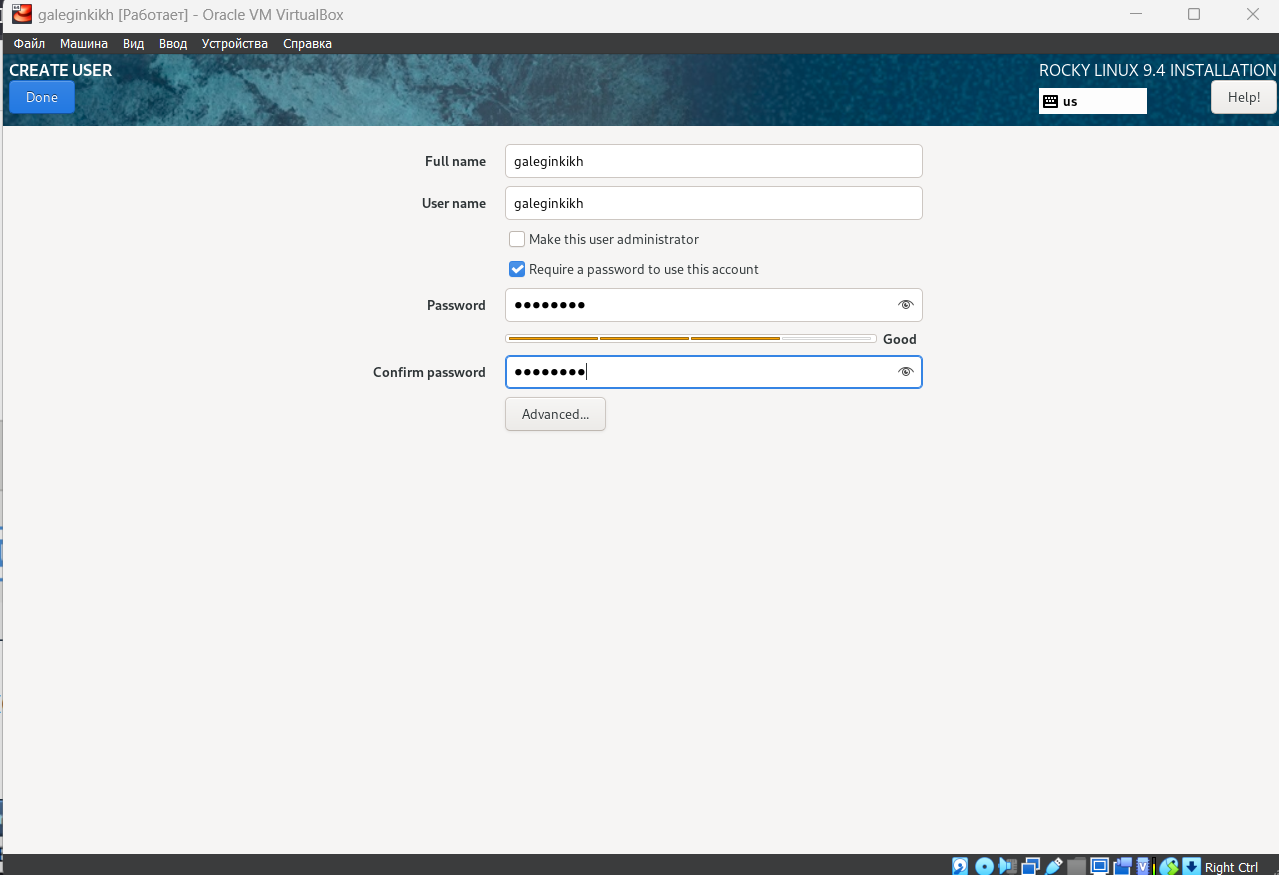 galeginkikh [Работает] - Oracle VM VirtualBox
Файл Машина Вид Ввод Устройства Справка
CREATE USER
ROCKY LINUX 9.4 INSTALLATION
Done
us
Help!
Full name galeginkikh
User name galeginkikh
Make this user administrator
Require a password to use this account
Password ●●●●●●●●
Good
Confirm password ●●●●●●●●
Advanced...
Right Ctrl